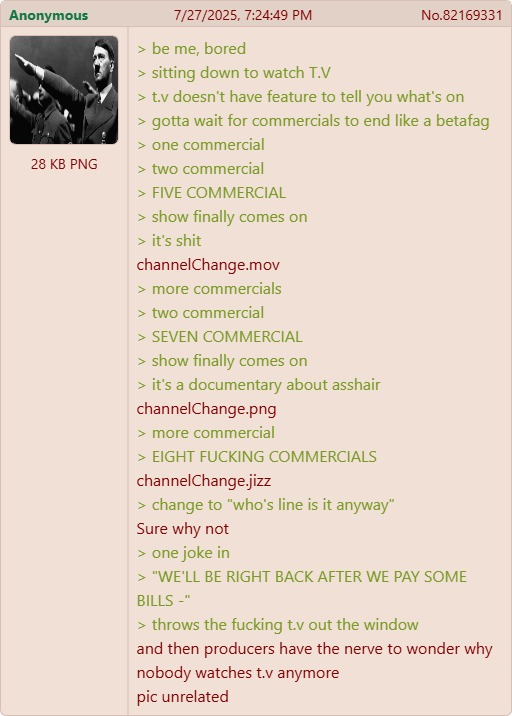 Anonymous 7/27/2025, 7:24:49 PM No.82169331
28 KB PNG
> be me, bored
> sitting down to watch T.V
> t.v doesn't have feature to tell you what's on
> gotta wait for commercials to end like a betafag
> one commercial
> two commercial
> FIVE COMMERCIAL
> show finally comes on
> it's shit
channelChange.mov
> more commercials
> two commercial
> SEVEN COMMERCIAL
> show finally comes on
> it's a documentary about asshair
channelChange.png
> more commercial
> EIGHT FUCKING COMMERCIALS
channelChange.jizz
> change to "who's line is it anyway"
Sure why not
> one joke in
> "WE'LL BE RIGHT BACK AFTER WE PAY SOME
BILLS -"
> throws the fucking t.v out the window
and then producers have the nerve to wonder why
nobody watches t.v anymore
pic unrelated